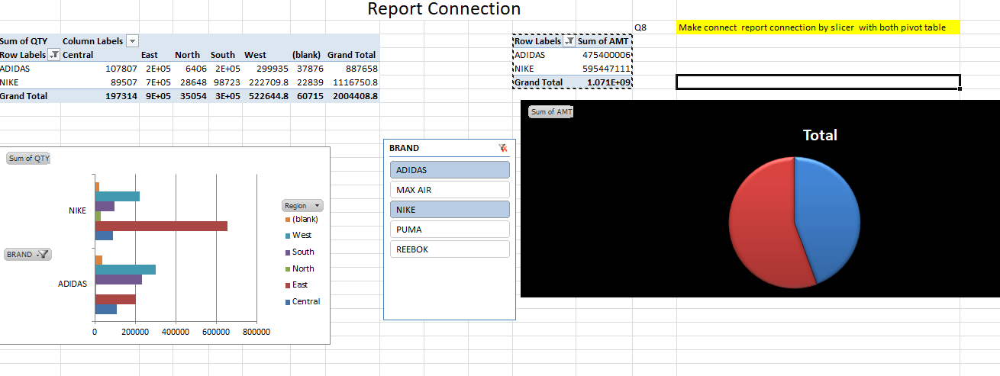 Report Connection
Q8 Make connect report connection by slicer with both pivot table
Sum of QTY Column Labels
Row Labels Central East North South West (blank) Grand Total
ADIDAS 107807 2E+05 6406 2E+05 299935 37876 887658
NIKE 89507 7E+05 28648 98723 222709.8 22839 1116750.8
Grand Total 197314 9E+05 35054 3E+05 522644.8 60715 2004408.8
Row Labels Sum of AMT
ADIDAS 475400006
NIKE 595447111
Grand Total 1.071E+09
Sum of QTY
NIKE
BRAND
ADIDAS
0 200000 400000 600000 800000
Region
(blank)
West
South
North
East
Central
BRAND
ADIDAS
MAX AIR
NIKE
PUMA
REEBOK
Sum of AMT
Total